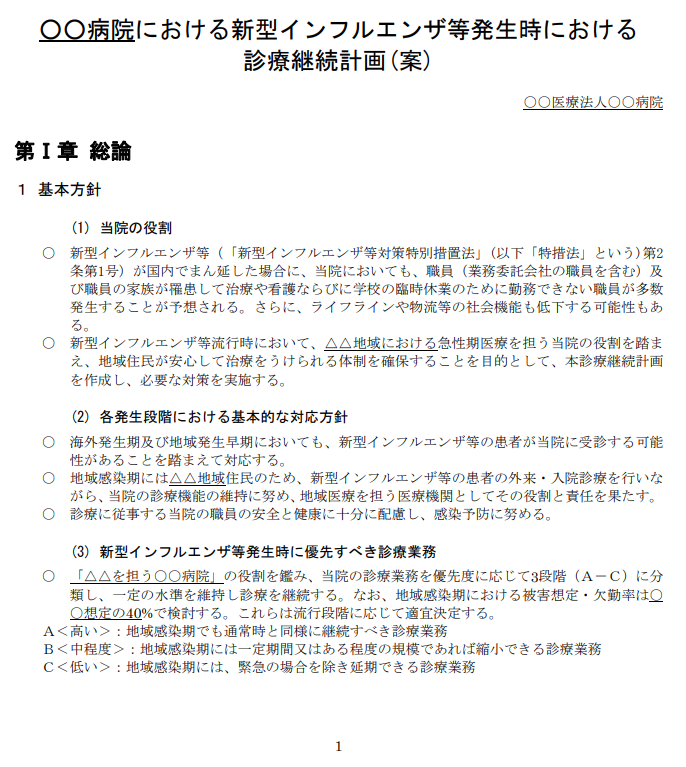 〇〇病院における新型インフルエンザ等発生時における
診療継続計画(案)
〇〇医療法人〇〇病院
第Ⅰ章 総論
1 基本方針
(1) 当院の役割
○ 新型インフルエンザ等（「新型インフルエンザ等対策特別措置法」（以下「特措法」という）第2
条第1号）が国内でまん延した場合に、当院においても、職員（業務委託会社の職員を含む）及
び職員の家族が罹患して治療や看護ならびに学校の臨時休業のために勤務できない職員が多数
発生することが予想される。さらに、ライフラインや物流等の社会機能も低下する可能性もあ
る。
○ 新型インフルエンザ等流行時において、△△地域における急性期医療を担う当院の役割を踏ま
え、地域住民が安心して治療をうけられる体制を確保することを目的として、本診療継続計画
を作成し、必要な対策を実施する。
(2) 各発生段階における基本的な対応方針
○ 海外発生期及び地域発生早期においても、新型インフルエンザ等の患者が当院に受診する可能
性があることを踏まえて対応する。
○ 地域感染期には△△地域住民のため、新型インフルエンザ等の患者の外来・入院診療を行いな
がら、当院の診療機能の維持に努め、地域医療を担う医療機関としてその役割と責任を果たす。
○ 診療に従事する当院の職員の安全と健康に十分に配慮し、感染予防に努める。
(3) 新型インフルエンザ等発生時に優先すべき診療業務
○ 「△△を担う〇〇病院」の役割を鑑み、当院の診療業務を優先度に応じて3段階（A－C）に分
類し、一定の水準を維持し診療を継続する。なお、地域感染期における被害想定・欠勤率は〇
〇想定の40%で検討する。これらは流行段階に応じて適宜決定する。
A＜高い＞：地域感染期でも通常時と同様に継続すべき診療業務
B＜中程度＞：地域感染期には一定期間又はある程度の規模であれば縮小できる診療業務
C＜低い＞：地域感染期には、緊急の場合を除き延期できる診療業務
1